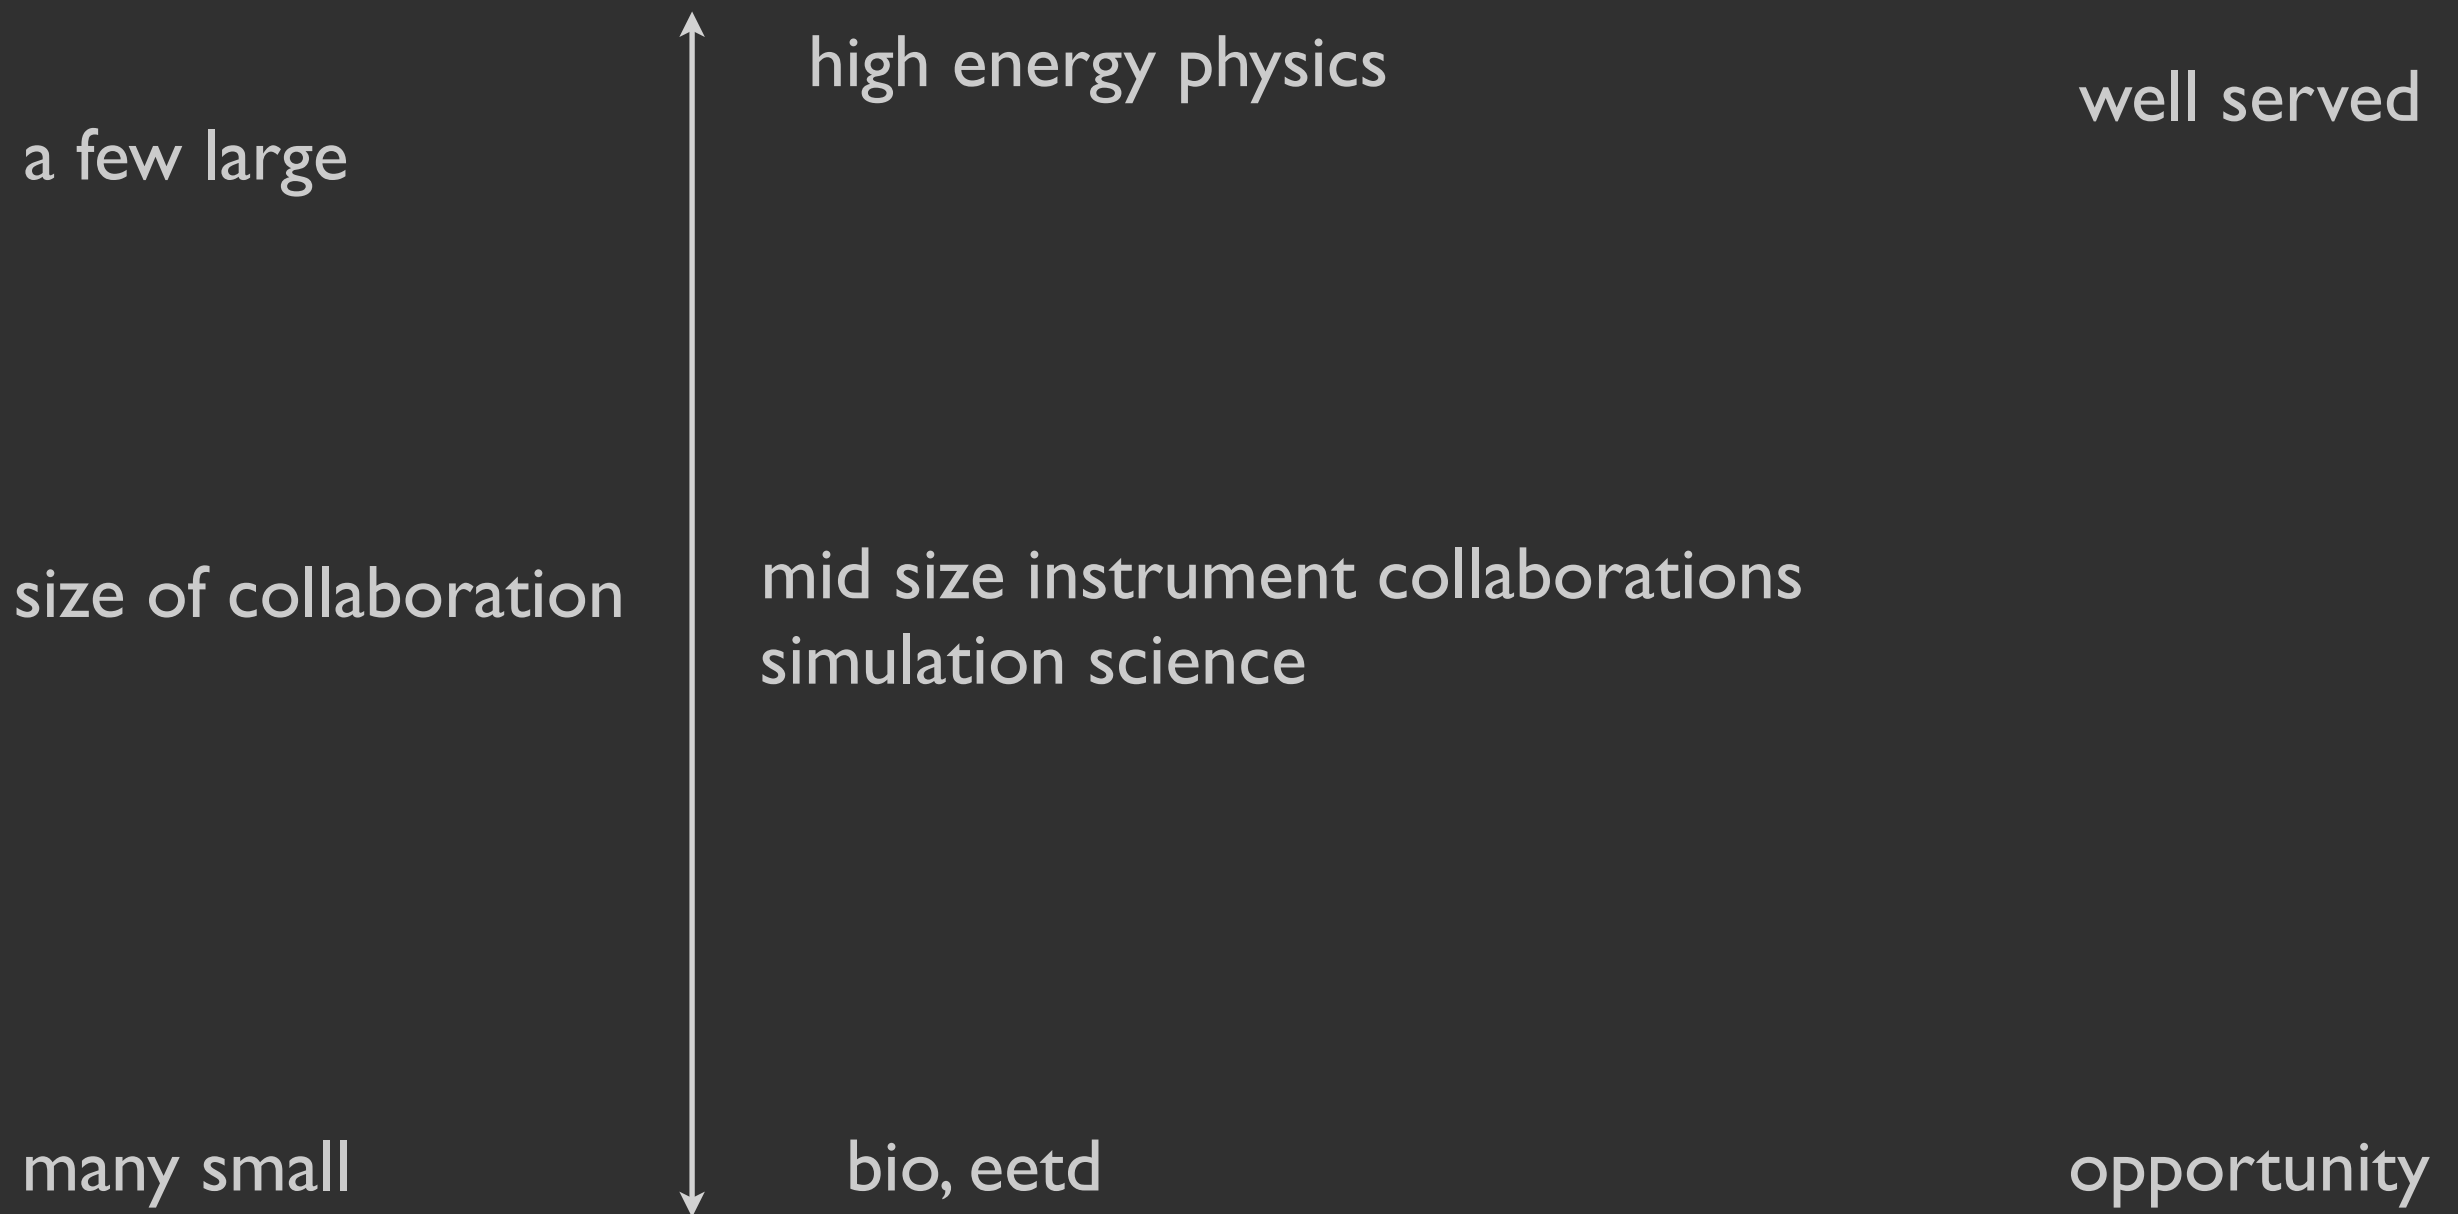 high energy physics
well served
a few large
size of collaboration
mid size instrument collaborations
simulation science
many small
bio, eetd
opportunity